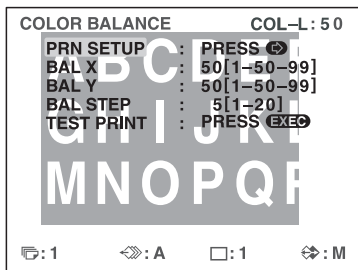 COLOR BALANCE COL–L:50
PRN SETUP : PRESS
BAL X : 50[1–50–99]
BAL Y : 50[1–50–99]
BAL STEP : 5[1–20]
TEST PRINT : PRESS EXEC
A B C D E F
G H I J K L
M N O P Q R
:1 :A :1 :M